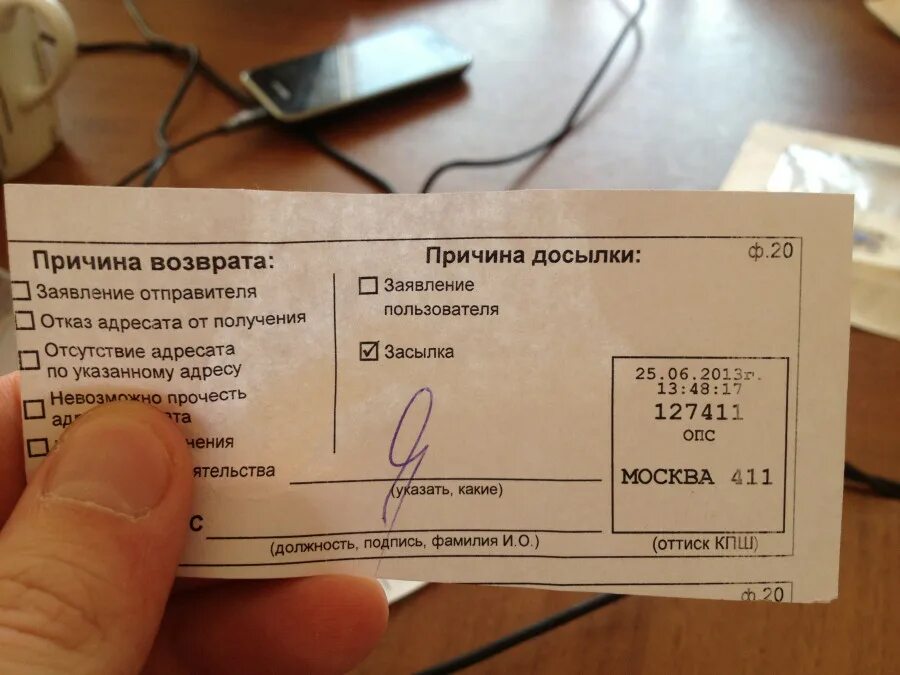 Причина возврата:
Заявление отправителя
Отказ адресата от получения
Отсутствие адресата
по указанному адресу
Невозможно прочесть
Причина досылки:
Заявление
пользователя
Засылка
ф.20
25.06.2013г.
13:48:17
127411
ОПС
МОСКВА 411
(указать, какие)
С
(должность, подпись, фамилия И.О.)
(оттиск КПШ)
ф.20